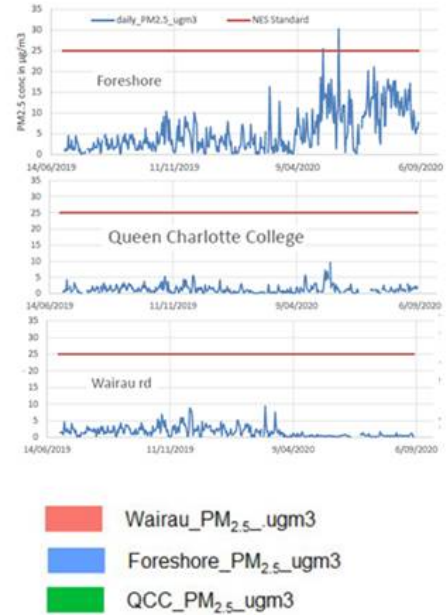 daily_PM2.5_ugm3 NES Standard
PM2.5 conc in µg/m3
35
30
25
20
15
10
5
0
Foreshore
14/06/2019 11/11/2019 9/04/2020 6/09/2020
35
30
25
20
15
10
5
0
Queen Charlotte College
14/06/2019 11/11/2019 9/04/2020 6/09/2020
35
30
25
20
15
10
5
0
Wairau rd
14/06/2019 11/11/2019 9/04/2020 6/09/2020
Wairau_PM2.5_.ugm3
Foreshore_PM2.5_ugm3
QCC_PM2.5_ugm3